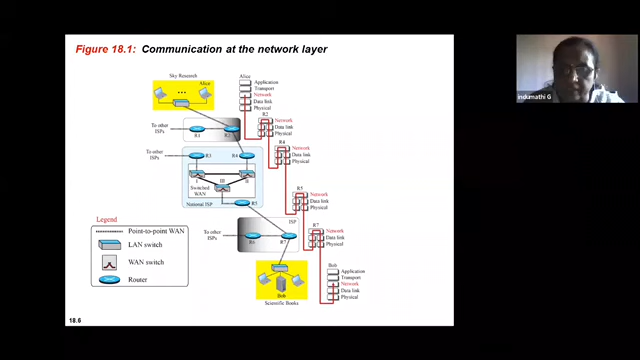 Figure 18.1: Communication at the network layer
Sky Research
Alice
Alice
Application
Transport
Network
Data link
Physical
To other
ISPs
R1
R2
R2
Network
Data link
Physical
To other
ISPs
R3
R4
R4
Network
Data link
Physical
I
III
II
Switched
WAN
National ISP
R5
R5
Network
Data link
Physical
ISP
To other
ISPs
R6
R7
R7
Network
Data link
Physical
Legend
Point-to-point WAN
LAN switch
WAN switch
Router
Bob
Scientific Books
Bob
Application
Transport
Network
Data link
Physical
18.6
indumathi G